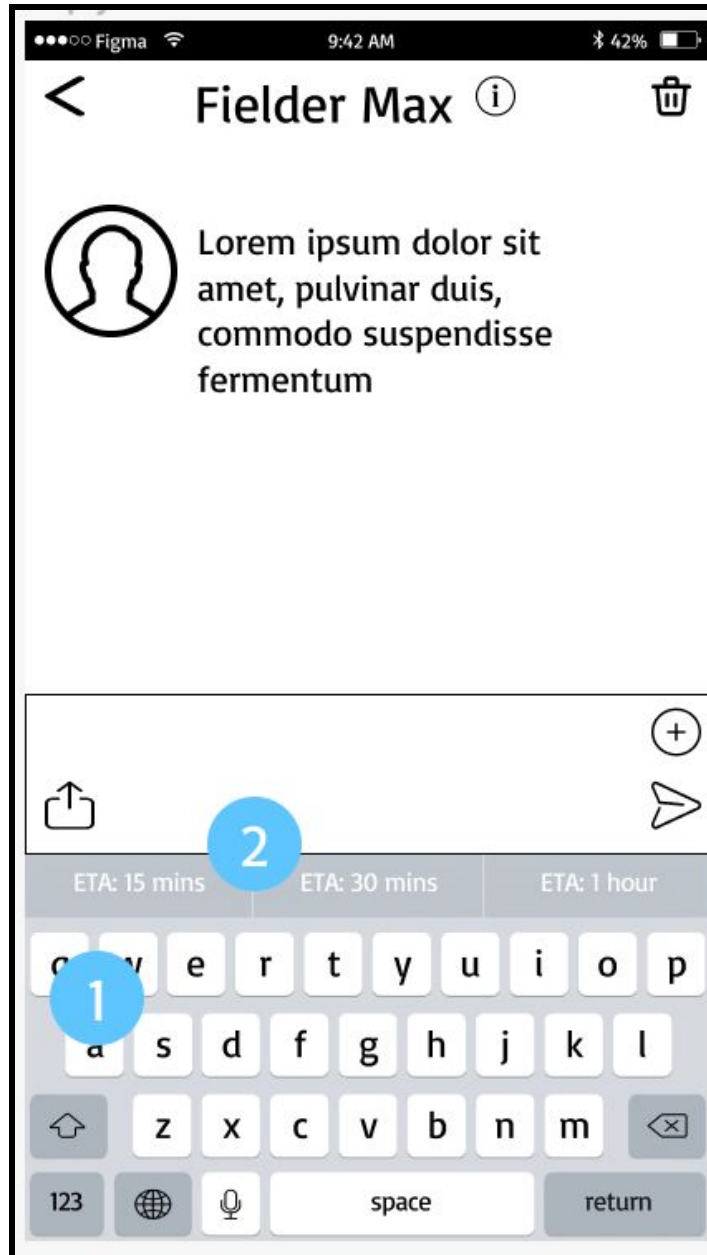 Figma 9:42 AM 42%
Fielder Max i
Lorem ipsum dolor sit
amet, pulvinar duis,
commodo suspendisse
fermentum
2
ETA: 15 mins ETA: 30 mins ETA: 1 hour
e r t y u i o p
1
a s d f g h j k l
z x c v b n m
123 space return